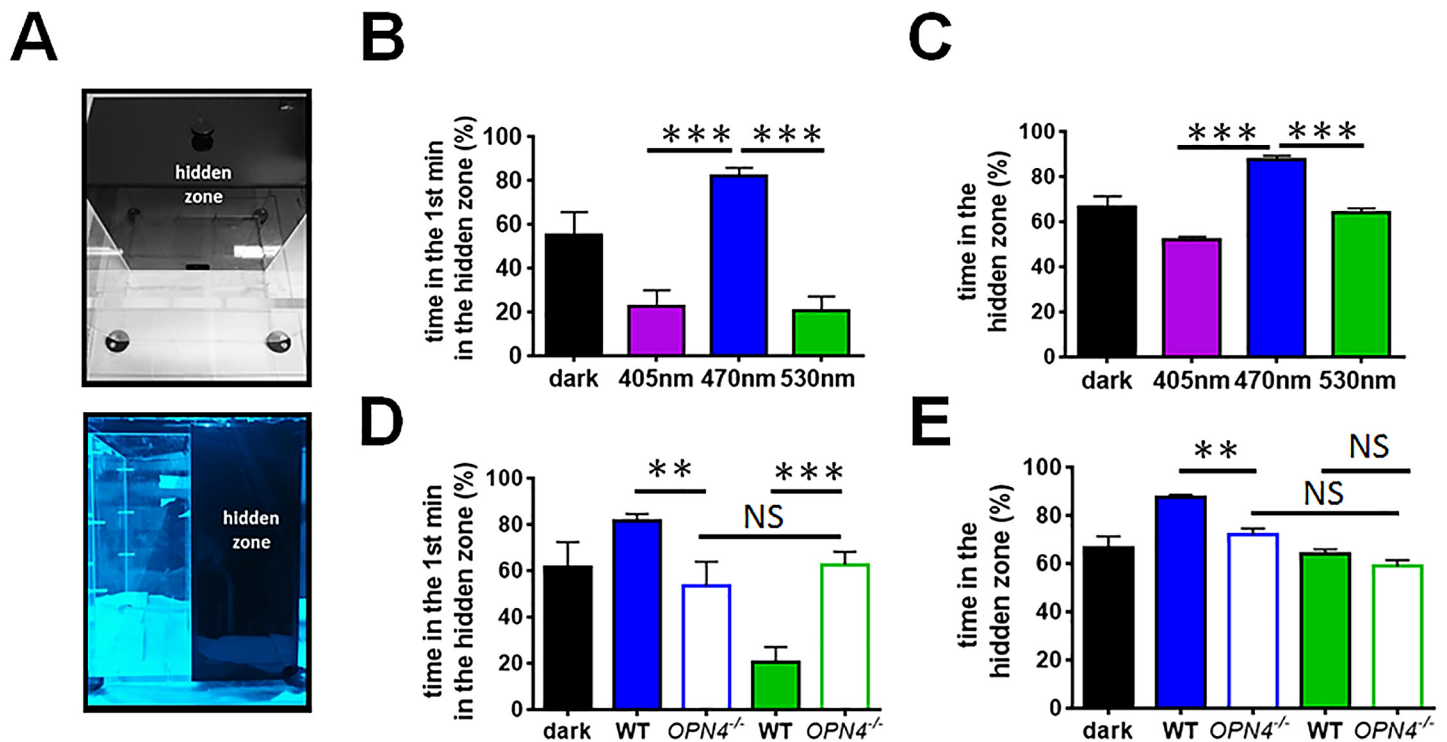 A
hidden
zone
hidden
zone
B
time in the 1st min
in the hidden zone (%)
100
80
60
40
20
0
*** ***
dark 405nm 470nm 530nm
C
time in the
hidden zone (%)
100
80
60
40
20
0
*** ***
dark 405nm 470nm 530nm
D
time in the 1st min
in the hidden zone (%)
100
80
60
40
20
0
** ***
NS
dark WT OPN4-/- WT OPN4-/-
E
time in the
hidden zone (%)
100
80
60
40
20
0
** NS
NS
dark WT OPN4-/- WT OPN4-/-